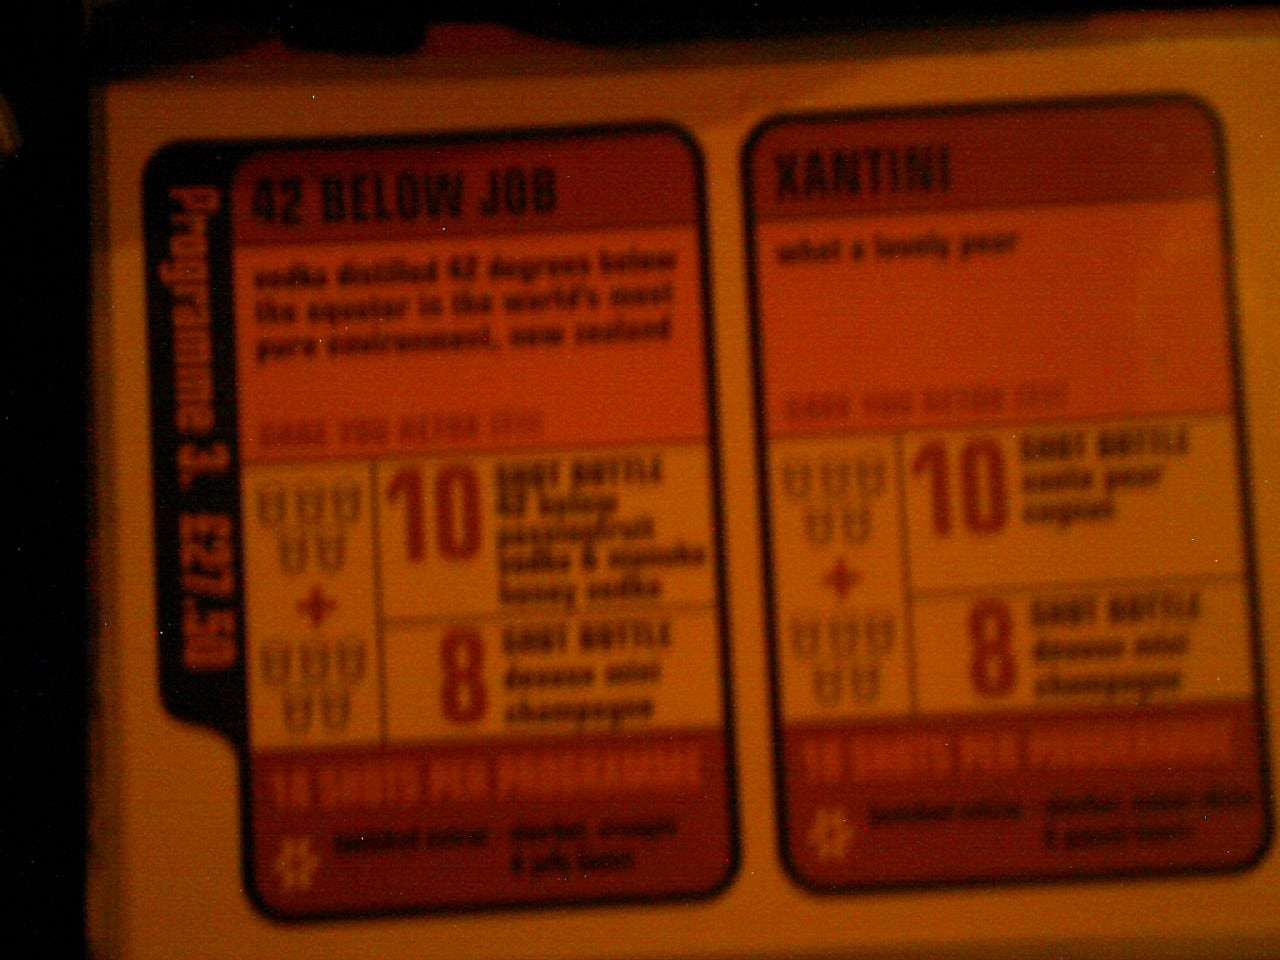 Programme 3. £27.50
42 BELOW JOB
vodka distilled 42 degrees below
the equator in the world's most
pure environment, new zealand
10
SHOT BOTTLE
42 below
passionfruit
vodka & manuka
honey vodka
+
8
SHOT BOTTLE
mini
champagne
18 SHOTS PER PROGRAMME
& jelly
XANTINI
what a lovely pear
10
SHOT BOTTLE
xante pear
cognac
+
8
SHOT BOTTLE
mini
champagne
18 SHOTS PER PROGRAMME